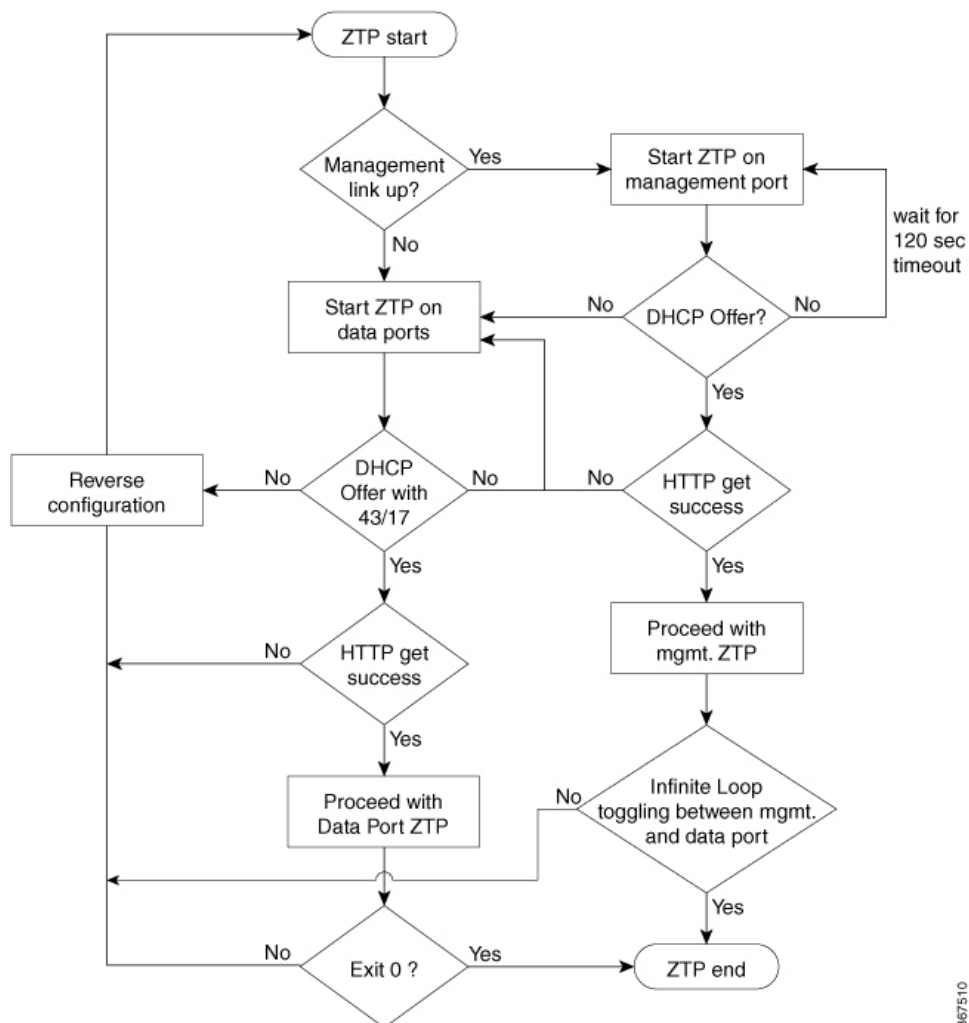 ZTP start
Management
link up?
Yes
Start ZTP on
management port
wait for
120 sec
timeout
No
Start ZTP on
data ports
No
DHCP Offer?
No
Yes
Reverse
configuration
No
DHCP
Offer with
43/17
No
No
HTTP get
success
Yes
Yes
No
HTTP get
success
Proceed with
mgmt. ZTP
Yes
Proceed with
Data Port ZTP
No
Infinite Loop
toggling between mgmt.
and data port
Yes
No
Exit 0 ?
Yes
ZTP end
367510